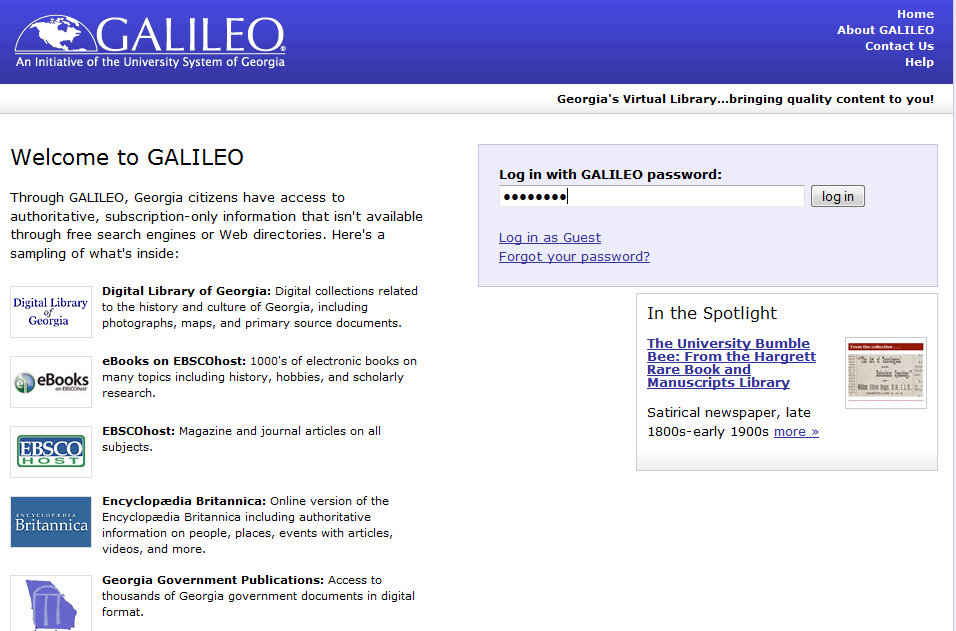 GALILEO®
An Initiative of the University System of Georgia
Home
About GALILEO
Contact Us
Help
Georgia's Virtual Library...bringing quality content to you!
Welcome to GALILEO
Through GALILEO, Georgia citizens have access to
authoritative, subscription-only information that isn't available
through free search engines or Web directories. Here's a
sampling of what's inside:
Digital Library
of
Georgia
Digital Library of Georgia: Digital collections related
to the history and culture of Georgia, including
photographs, maps, and primary source documents.
eBooks
on EBSCOhost
eBooks on EBSCOhost: 1000's of electronic books on
many topics including history, hobbies, and scholarly
research.
EBSCO
HOST
EBSCOhost: Magazine and journal articles on all
subjects.
ENCYCLOPÆDIA
Britannica
Encyclopædia Britannica: Online version of the
Encyclopædia Britannica including authoritative
information on people, places, events with articles,
videos, and more.
Georgia Government Publications: Access to
thousands of Georgia government documents in digital
format.
Log in with GALILEO password:
●●●●●●●●
log in
Log in as Guest
Forgot your password?
In the Spotlight
The University Bumble
Bee: From the Hargrett
Rare Book and
Manuscripts Library
From the collection . . .
Satirical newspaper, late
1800s-early 1900s more »